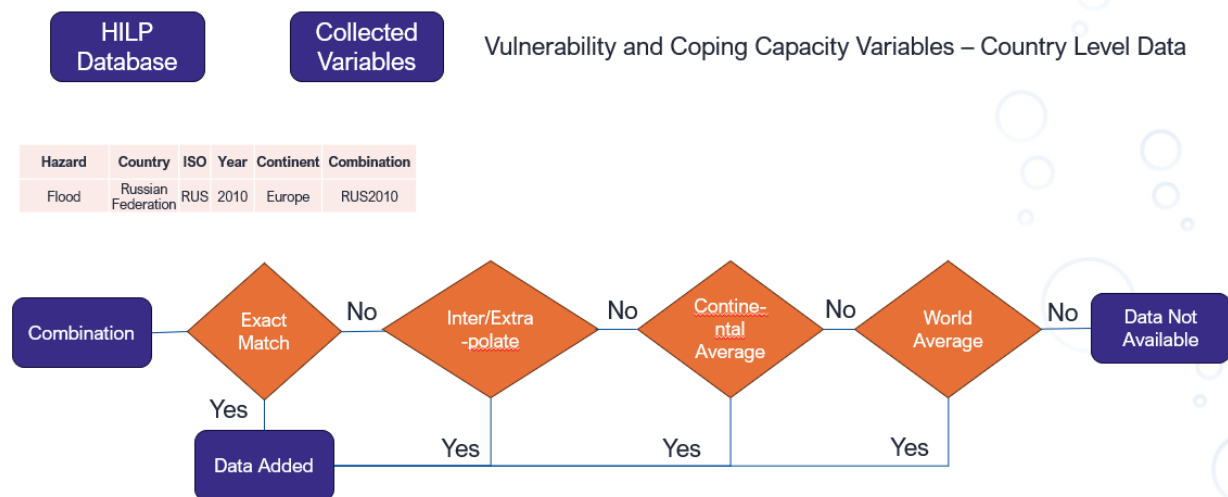 HILP
Database
Collected
Variables
Vulnerability and Coping Capacity Variables – Country Level Data
Hazard Country ISO Year Continent Combination
Flood Russian Federation RUS 2010 Europe RUS2010
Combination
Exact
Match
No
Inter/Extra
-polate
No
Contine-
ntal
Average
No
World
Average
No
Data Not
Available
Yes
Data Added
Yes
Yes
Yes